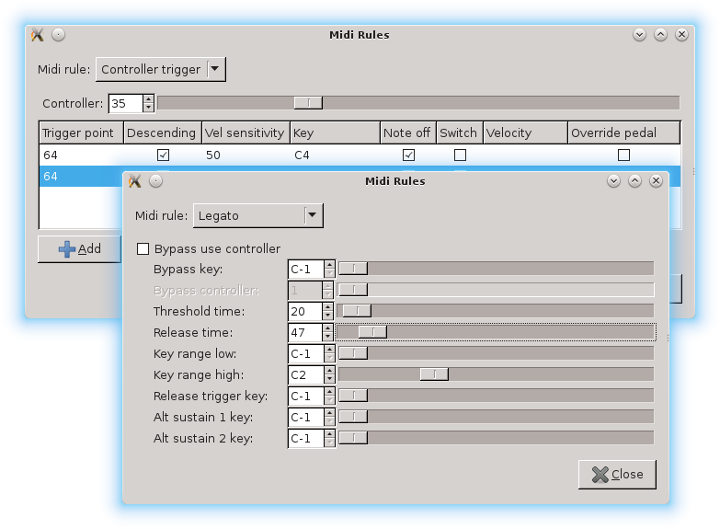 Midi Rules
Midi rule: Controller trigger
Controller: 35
Trigger point Descending Vel sensitivity Key Note off Switch Velocity Override pedal
64 50 C4
64
Add
Midi Rules
Midi rule: Legato
Bypass use controller
Bypass key: C-1
Bypass controller: 1
Threshold time: 20
Release time: 47
Key range low: C-1
Key range high: C2
Release trigger key: C-1
Alt sustain 1 key: C-1
Alt sustain 2 key: C-1
Close